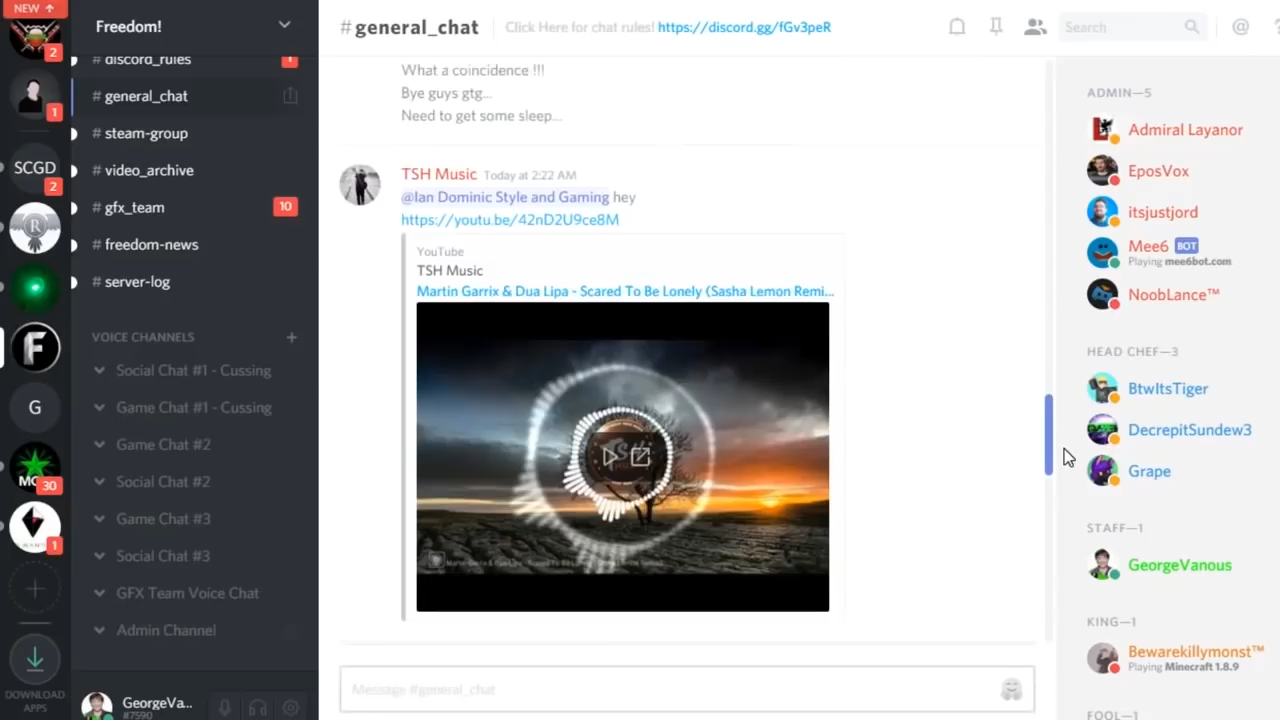 NEW ↑
2
1
SCGD
2
R
F
G
MC
30
1
DOWNLOAD
APPS
Freedom!
# discord_rules
1
# general_chat
# steam-group
# video_archive
# gfx_team
10
# freedom-news
# server-log
VOICE CHANNELS
Social Chat #1 - Cussing
Game Chat #1 - Cussing
Game Chat #2
Social Chat #2
Game Chat #3
Social Chat #3
GFX Team Voice Chat
Admin Channel
GeorgeVa...
#7590
#general_chat
Click Here for chat rules! https://discord.gg/fGv3peR
Search
What a coincidence !!!
Bye guys gtg...
Need to get some sleep...
TSH Music Today at 2:22 AM
@Ian Dominic Style and Gaming hey
https://youtu.be/42nD2U9ce8M
YouTube
TSH Music
Martin Garrix & Dua Lipa - Scared To Be Lonely (Sasha Lemon Remi...
Message #general_chat
ADMIN—5
Admiral Layanor
EposVox
itsjustjord
Mee6 BOT
Playing mee6bot.com
NoobLance™
HEAD CHEF—3
BtwItsTiger
DecrepitSundew3
Grape
STAFF—1
GeorgeVanous
KING—1
Bewarekillymonst™
Playing Minecraft 1.8.9
FOOL—1